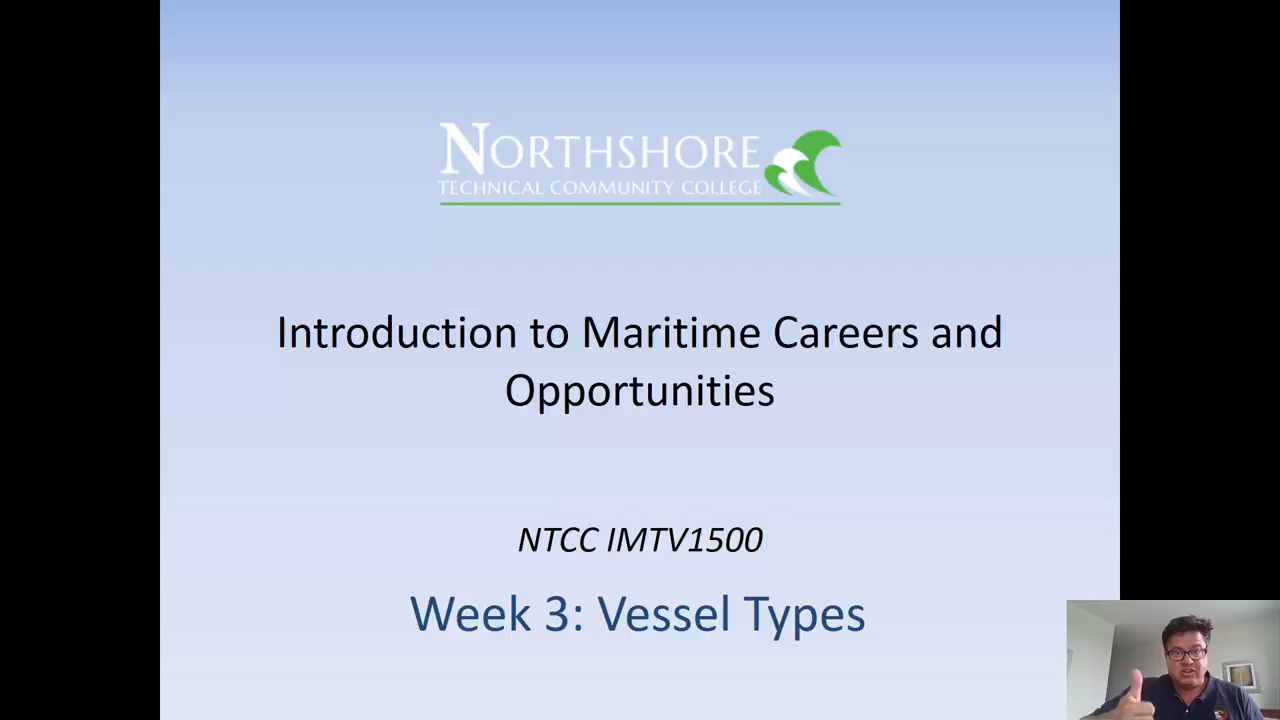 NORTHSHORE
TECHNICAL COMMUNITY COLLEGE
Introduction to Maritime Careers and
Opportunities
NTCC IMTV1500
Week 3: Vessel Types